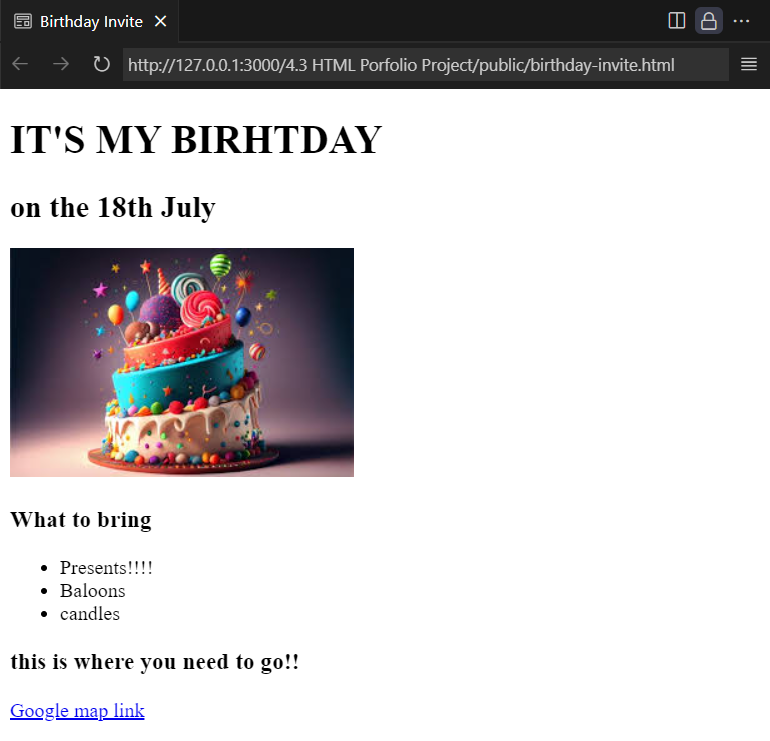 Birthday Invite
http://127.0.0.1:3000/4.3 HTML Porfolio Project/public/birthday-invite.html
IT'S MY BIRHTDAY
on the 18th July
What to bring
Presents!!!!
Baloons
candles
this is where you need to go!!
Google map link